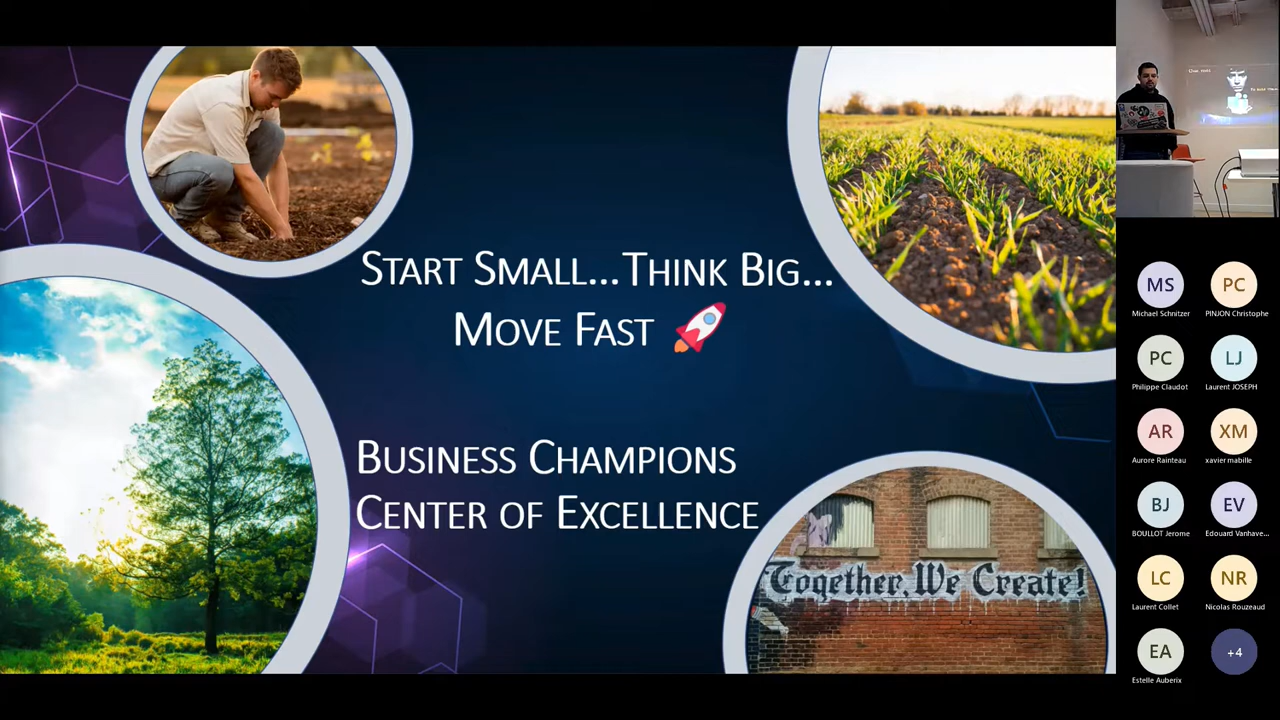 START SMALL...THINK BIG...
MOVE FAST 🚀
BUSINESS CHAMPIONS
CENTER OF EXCELLENCE
Together, We Create!
MS
Michael Schnitzer
PC
PINJON Christophe
PC
Philippe Claudot
LJ
Laurent JOSEPH
AR
Aurore Rainteau
XM
xavier mabille
BJ
BOULLOT Jerome
EV
Edouard Vanhave...
LC
Laurent Collet
NR
Nicolas Rouzeaud
EA
Estelle Auberix
+4